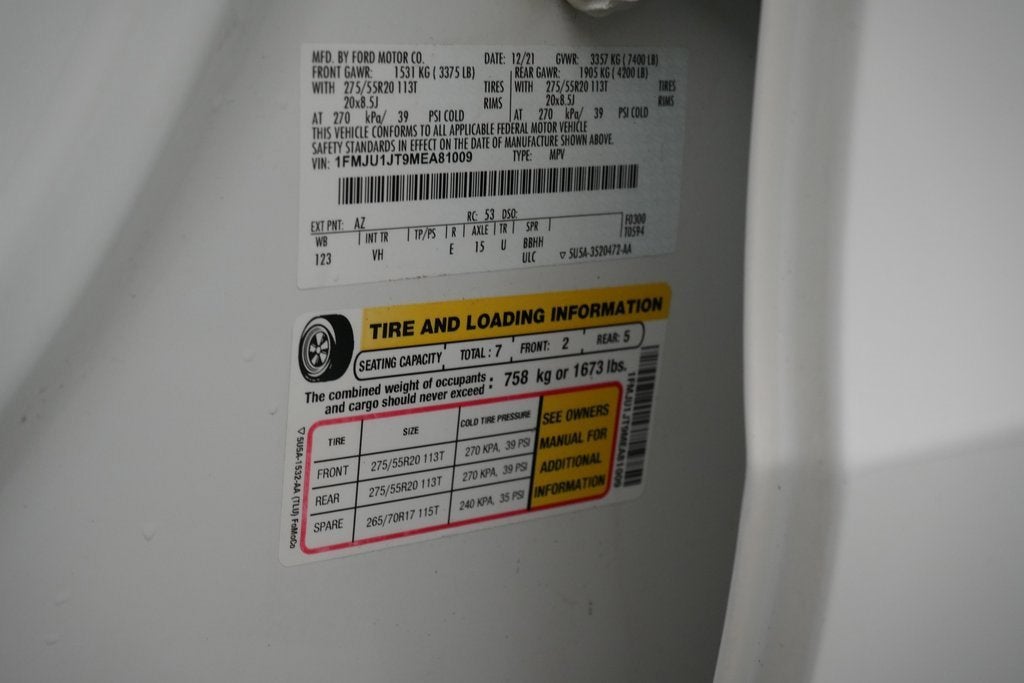 MFD. BY FORD MOTOR CO. DATE: 12/21 GVWR: 3357 KG ( 7400 LB)
FRONT GAWR: 1531 KG ( 3375 LB) REAR GAWR: 1905 KG ( 4200 LB)
WITH 275/55R20 113T TIRES WITH 275/55R20 113T TIRES
20x8.5J RIMS 20x8.5J RIMS
AT 270 kPa/ 39 PSI COLD AT 270 kPa/ 39 PSI COLD
THIS VEHICLE CONFORMS TO ALL APPLICABLE FEDERAL MOTOR VEHICLE
SAFETY STANDARDS IN EFFECT ON THE DATE OF MANUFACTURE SHOWN ABOVE.
VIN: 1FMJU1JT9MEA81009 TYPE: MPV
EXT PNT: AZ RC: 53 DSO: F0300
WB INT TR TP/PS R AXLE TR SPR T0594
123 VH E 15 U BBHH
ULC ▽ 5U5A-3520472-AA
TIRE AND LOADING INFORMATION
SEATING CAPACITY TOTAL : 7 FRONT: 2 REAR: 5
The combined weight of occupants
and cargo should never exceed : 758 kg or 1673 lbs.
TIRE SIZE COLD TIRE PRESSURE
FRONT 275/55R20 113T 270 KPA, 39 PSI
REAR 275/55R20 113T 270 KPA, 39 PSI
SPARE 265/70R17 115T 240 KPA, 35 PSI
SEE OWNERS
MANUAL FOR
ADDITIONAL
INFORMATION
1FMJU1JT9MEA81009
▽ 5U5A-1532-AA (TLU) FoMoCo